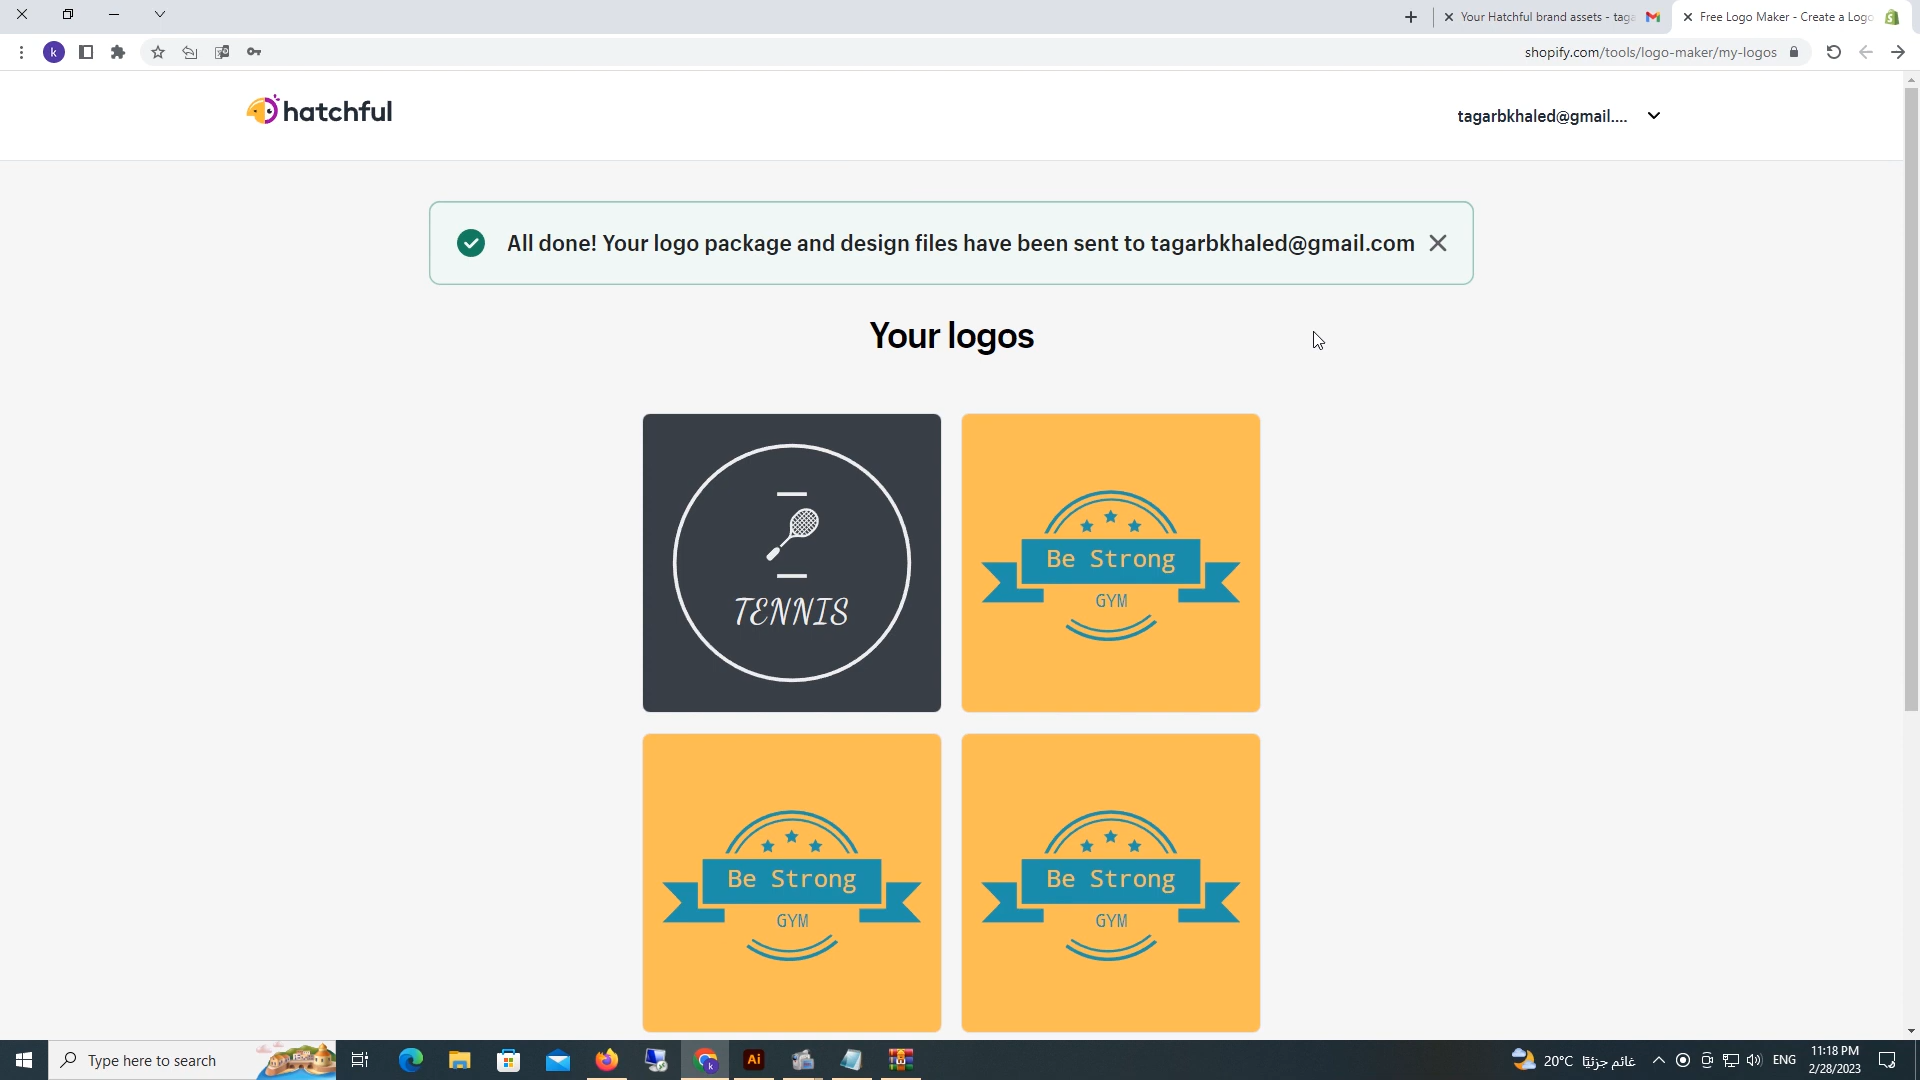 Your Hatchful brand assets - taga
Free Logo Maker - Create a Logo
k
shopify.com/tools/logo-maker/my-logos
hatchful
tagarbkhaled@gmail....
All done! Your logo package and design files have been sent to tagarbkhaled@gmail.com
Your logos
TENNIS
Be Strong
GYM
Be Strong
GYM
Be Strong
GYM
Type here to search
k
Ai
20°C غائم جزئيًا
ENG
11:18 PM
2/28/2023